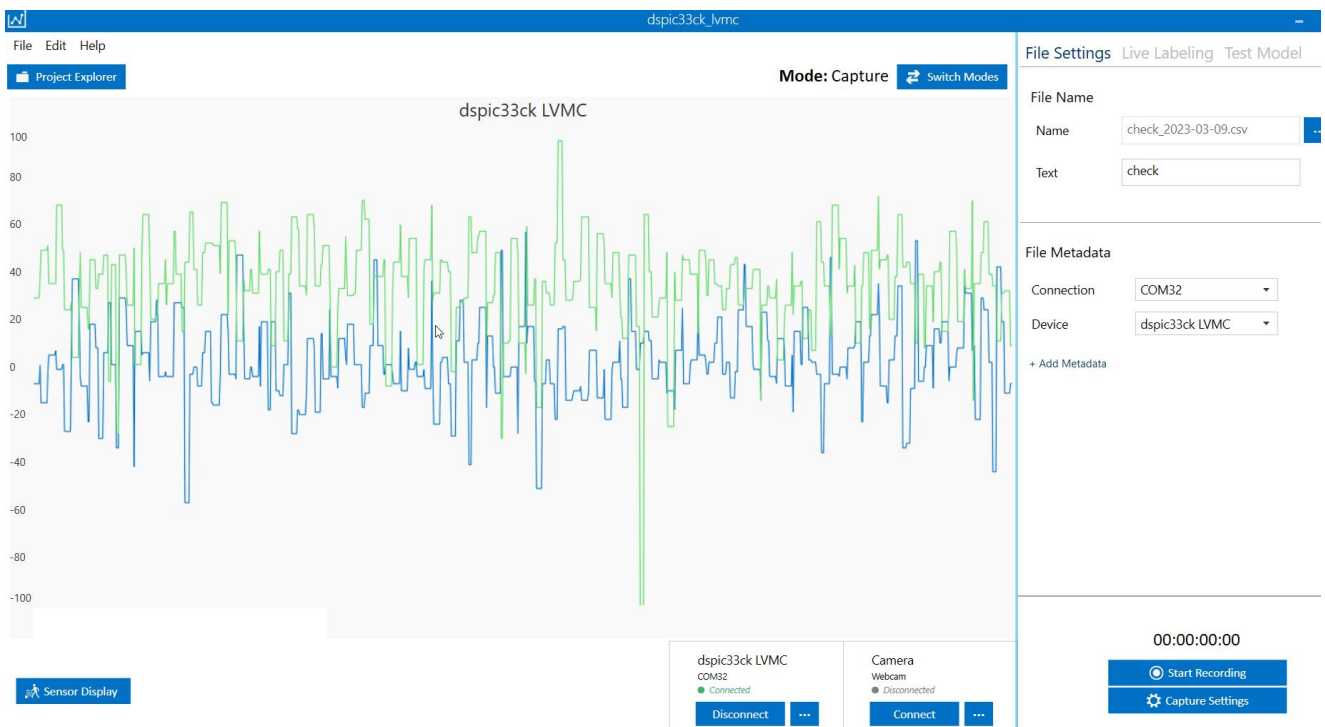 dspic33ck_lvmc
File Edit Help
Project Explorer
Mode: Capture
Switch Modes
dspic33ck LVMC
100
80
60
40
20
0
-20
-40
-60
-80
-100
Sensor Display
dspic33ck LVMC
COM32
Connected
Disconnect ...
Camera
Webcam
Disconnected
Connect ...
File Settings Live Labeling Test Model
File Name
Name check_2023-03-09.csv ...
Text check
File Metadata
Connection COM32
Device dspic33ck LVMC
+ Add Metadata
00:00:00:00
Start Recording
Capture Settings